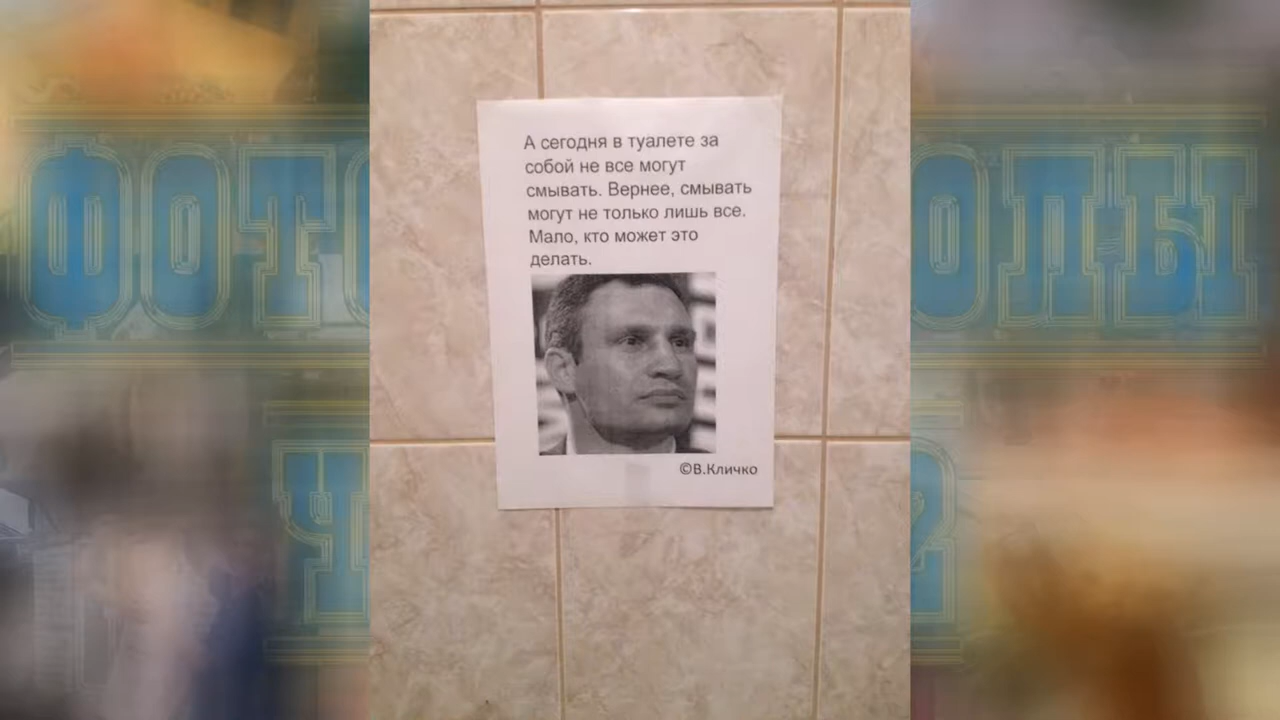 А сегодня в туалете за
собой не все могут
смывать. Вернее, смывать
могут не только лишь все.
Мало, кто может это
делать.
©В.Кличко